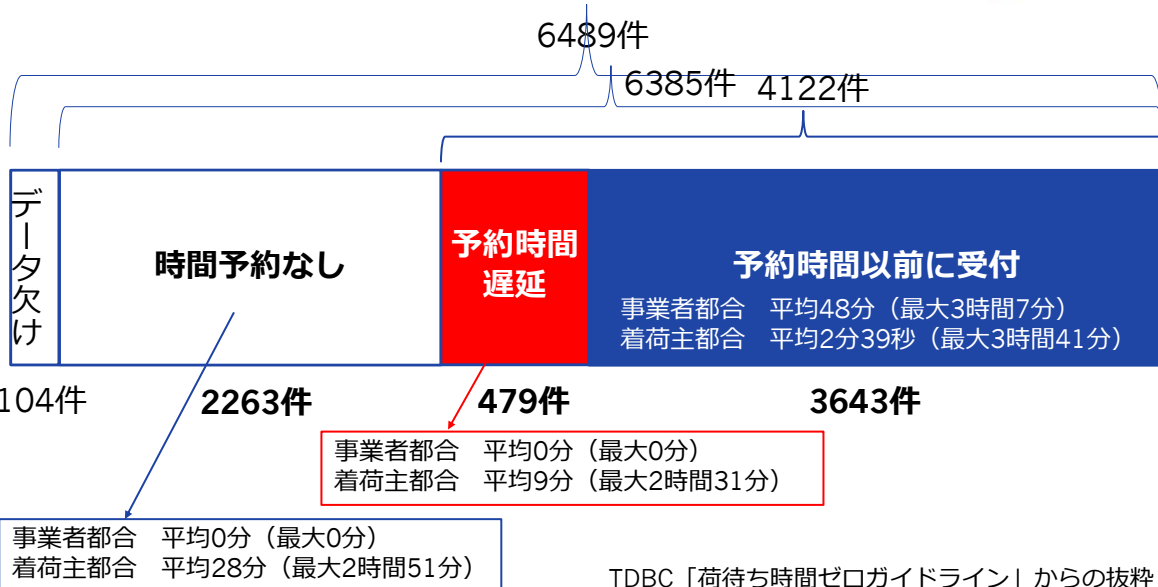 6489件
6385件 4122件
データ欠け
時間予約なし
予約時間
遅延
予約時間以前に受付
事業者都合 平均48分（最大3時間7分）
着荷主都合 平均2分39秒（最大3時間41分）
104件
2263件
479件
3643件
事業者都合 平均0分（最大0分）
着荷主都合 平均9分（最大2時間31分）
事業者都合 平均0分（最大0分）
着荷主都合 平均28分（最大2時間51分）
TDBC「荷待ち時間ゼロガイドライン」からの抜粋